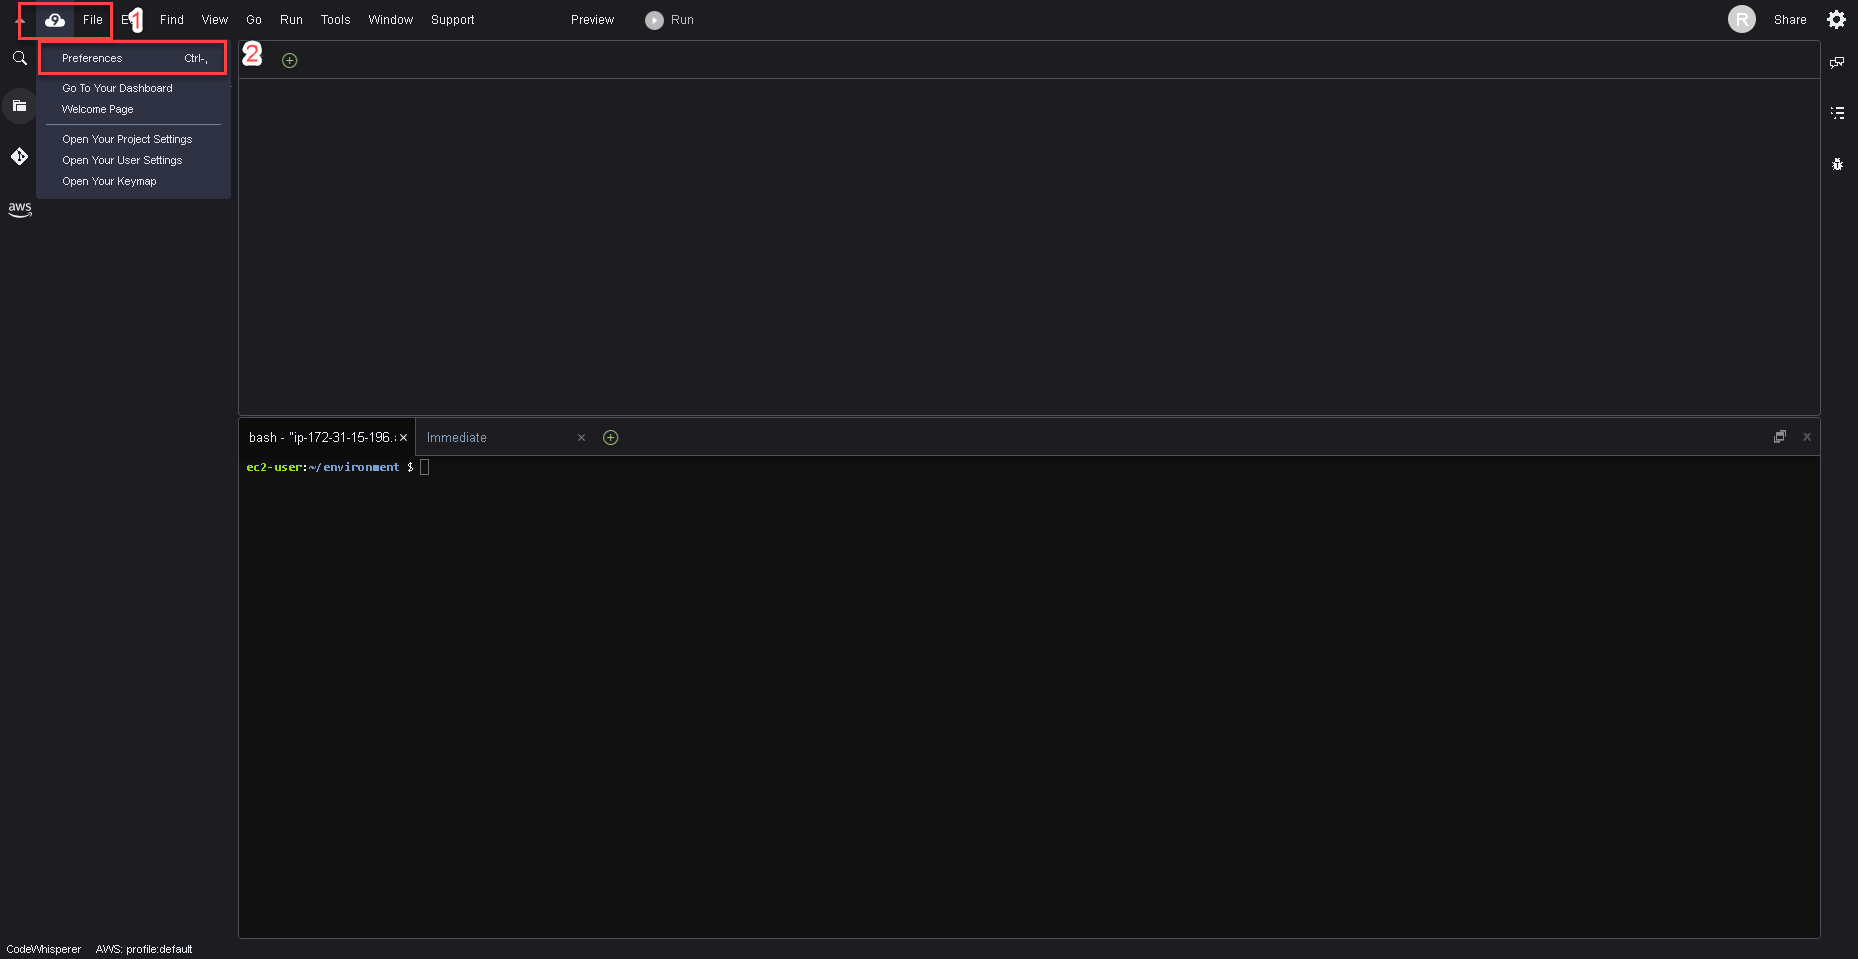 9 File E 1 Find View Go Run Tools Window Support Preview Run R Share
Preferences Ctrl-, 2
Go To Your Dashboard
Welcome Page
Open Your Project Settings
Open Your User Settings
Open Your Keymap
aws
bash - "ip-172-31-15-196.: × Immediate ×
ec2-user:~/environment $
CodeWhisperer AWS: profile:default